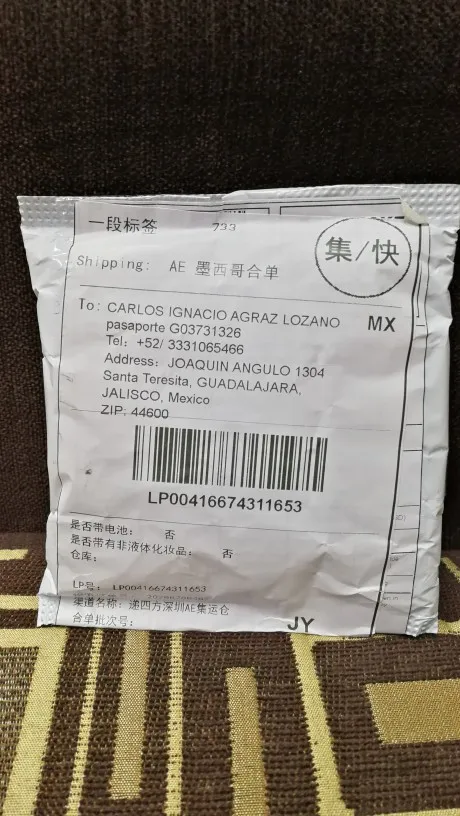 一段标签 733
集/快
Shipping: AE 墨西哥合单
To: CARLOS IGNACIO AGRAZ LOZANO MX
pasaporte G03731326
Tel: +52/ 3331065466
Address: JOAQUIN ANGULO 1304
Santa Teresita, GUADALAJARA,
JALISCO, Mexico
ZIP: 44600
LP00416674311653
是否带电池: 否
是否带有非液体化妆品: 否
仓库:
LP号: LP00416674311653
渠道名称: 递四方深圳AE集运仓
合单批次号: JY